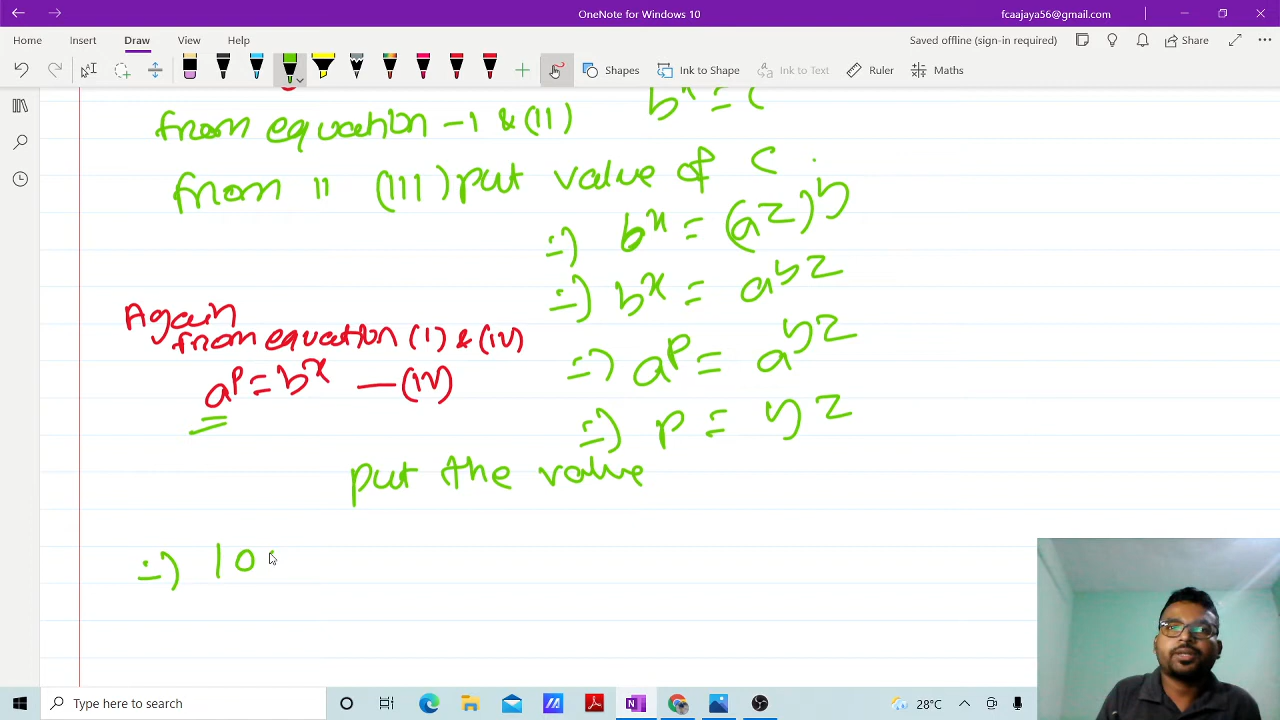 OneNote for Windows 10
fcaajaya56@gmail.com
Home Insert Draw View Help
Saved offline (sign-in required)
Share
Shapes
Ink to Shape
Ink to Text
Ruler
Maths
from equation -1 & (11)
from 11 (111) put value of c
=) b^x = (a^z)^y
=) b^x = a^yz
Again
from equation (1) & (iv)
=) a^p = a^yz
a^p = b^x —(iv)
=) p = yz
put the value
=) 10
Type here to search
28°C